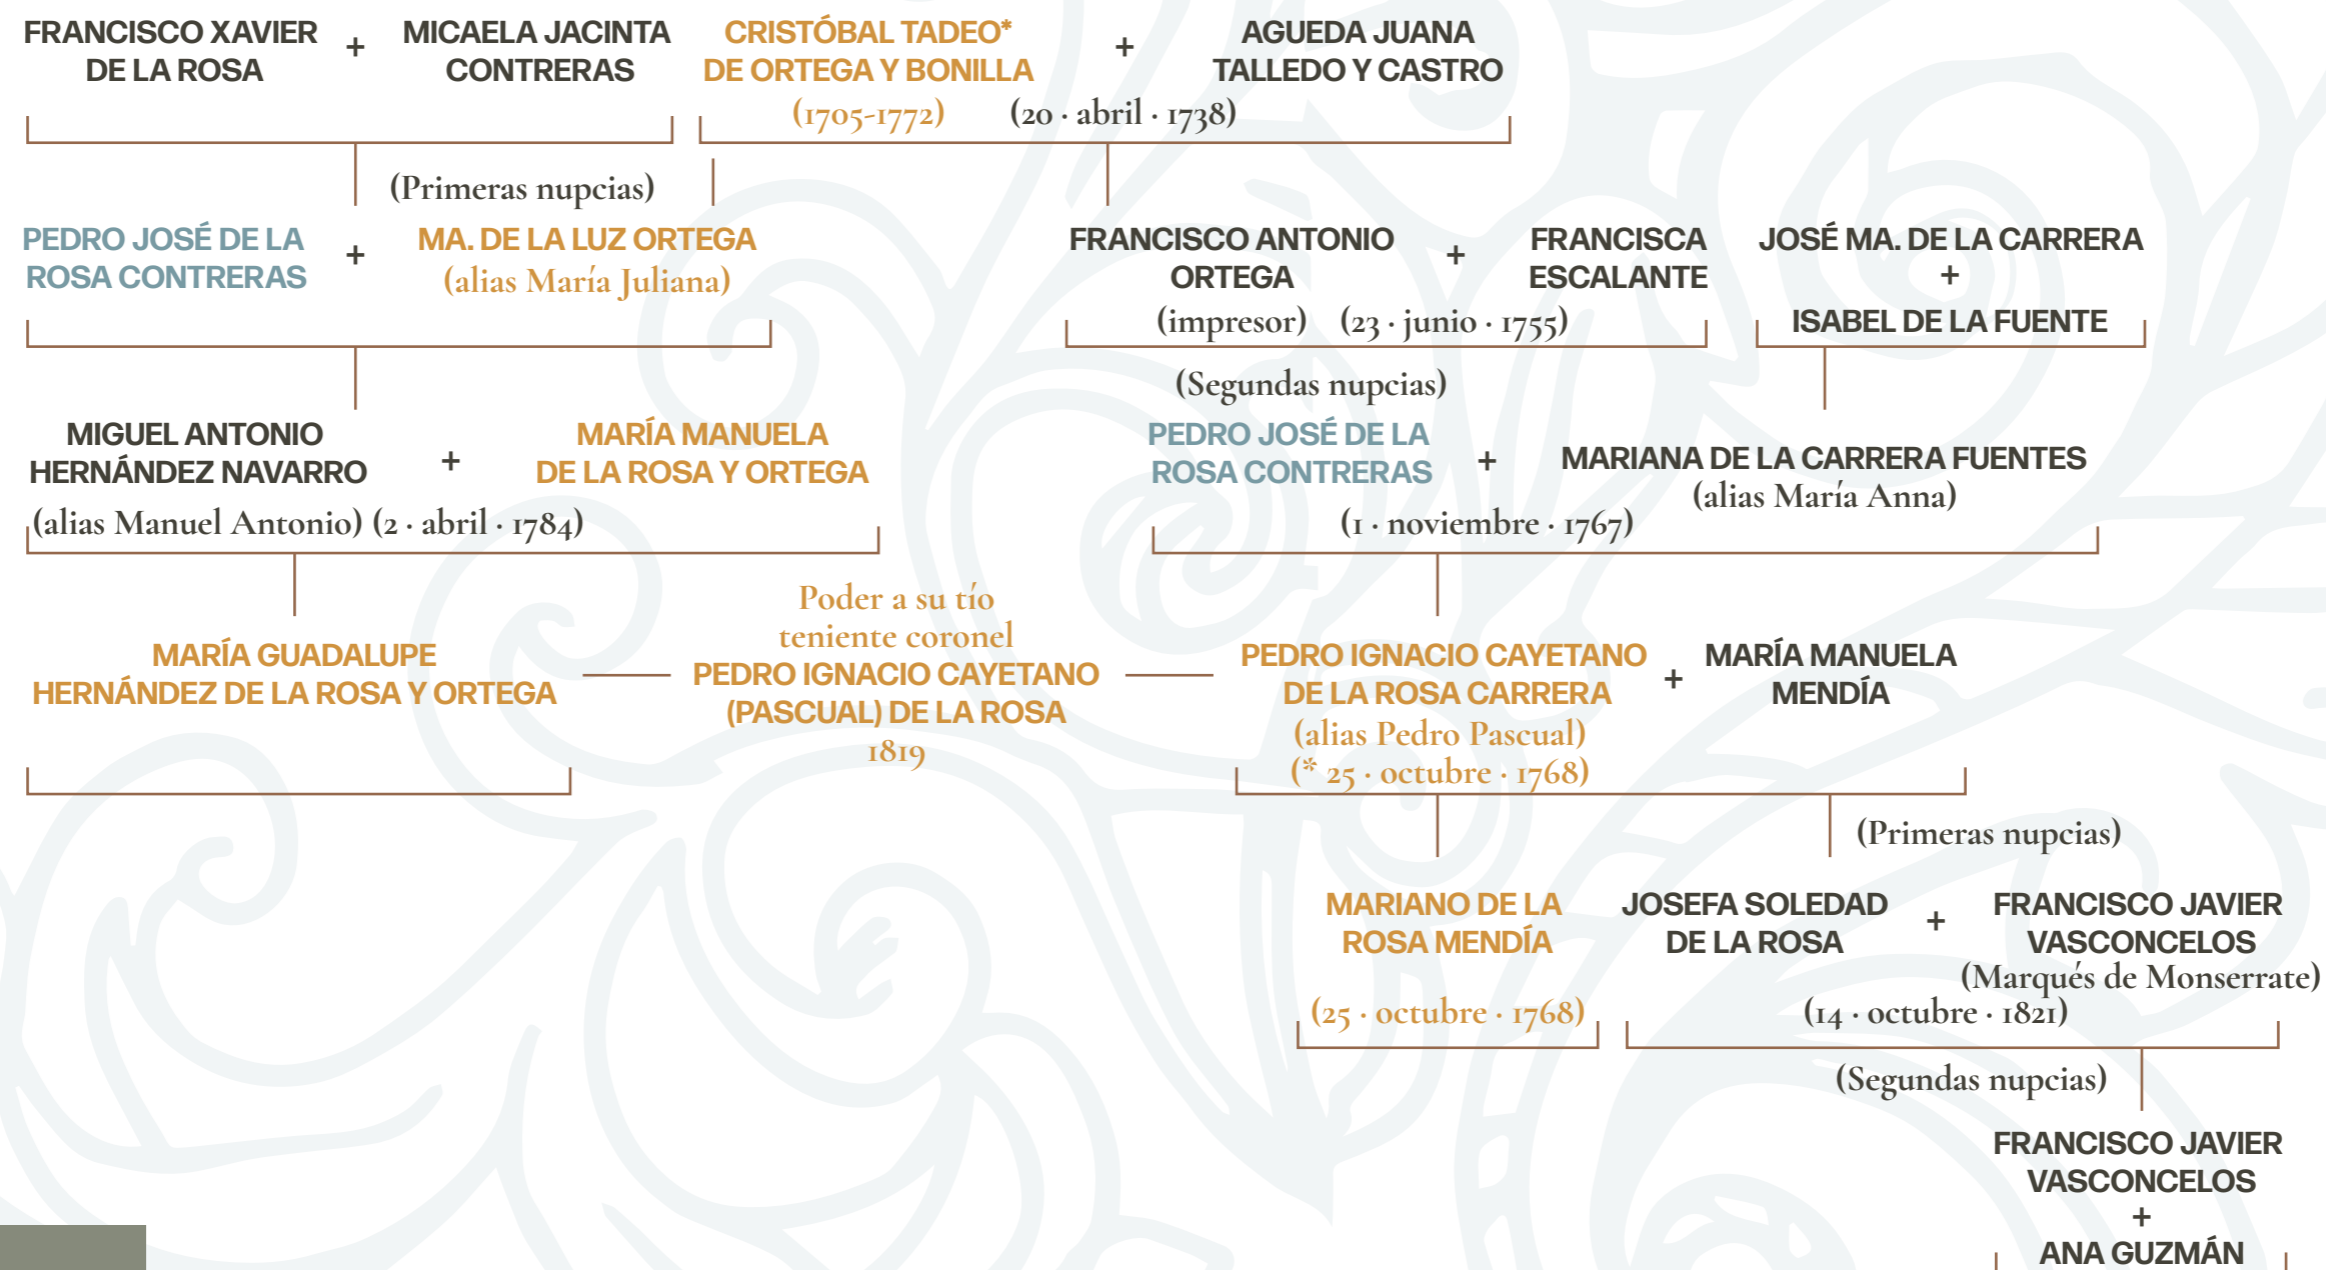 FRANCISCO XAVIER
DE LA ROSA
+
MICAELA JACINTA
CONTRERAS
CRISTÓBAL TADEO*
DE ORTEGA Y BONILLA
(1705-1772)
+
AGUEDA JUANA
TALLEDO Y CASTRO
(20 · abril · 1738)
(Primeras nupcias)
PEDRO JOSÉ DE LA
ROSA CONTRERAS
+
MA. DE LA LUZ ORTEGA
(alias María Juliana)
FRANCISCO ANTONIO
ORTEGA
(impresor)
+
FRANCISCA
ESCALANTE
(23 · junio · 1755)
JOSÉ MA. DE LA CARRERA
+
ISABEL DE LA FUENTE
(Segundas nupcias)
MIGUEL ANTONIO
HERNÁNDEZ NAVARRO
(alias Manuel Antonio) (2 · abril · 1784)
+
MARÍA MANUELA
DE LA ROSA Y ORTEGA
PEDRO JOSÉ DE LA
ROSA CONTRERAS
+
MARIANA DE LA CARRERA FUENTES
(alias María Anna)
(1 · noviembre · 1767)
MARÍA GUADALUPE
HERNÁNDEZ DE LA ROSA Y ORTEGA
Poder a su tío
teniente coronel
PEDRO IGNACIO CAYETANO
(PASCUAL) DE LA ROSA
1819
PEDRO IGNACIO CAYETANO
DE LA ROSA CARRERA
(alias Pedro Pascual)
(* 25 · octubre · 1768)
+
MARÍA MANUELA
MENDÍA
(Primeras nupcias)
MARIANO DE LA
ROSA MENDÍA
(25 · octubre · 1768)
JOSEFA SOLEDAD
DE LA ROSA
+
FRANCISCO JAVIER
VASCONCELOS
(Marqués de Monserrate)
(14 · octubre · 1821)
(Segundas nupcias)
FRANCISCO JAVIER
VASCONCELOS
+
ANA GUZMÁN